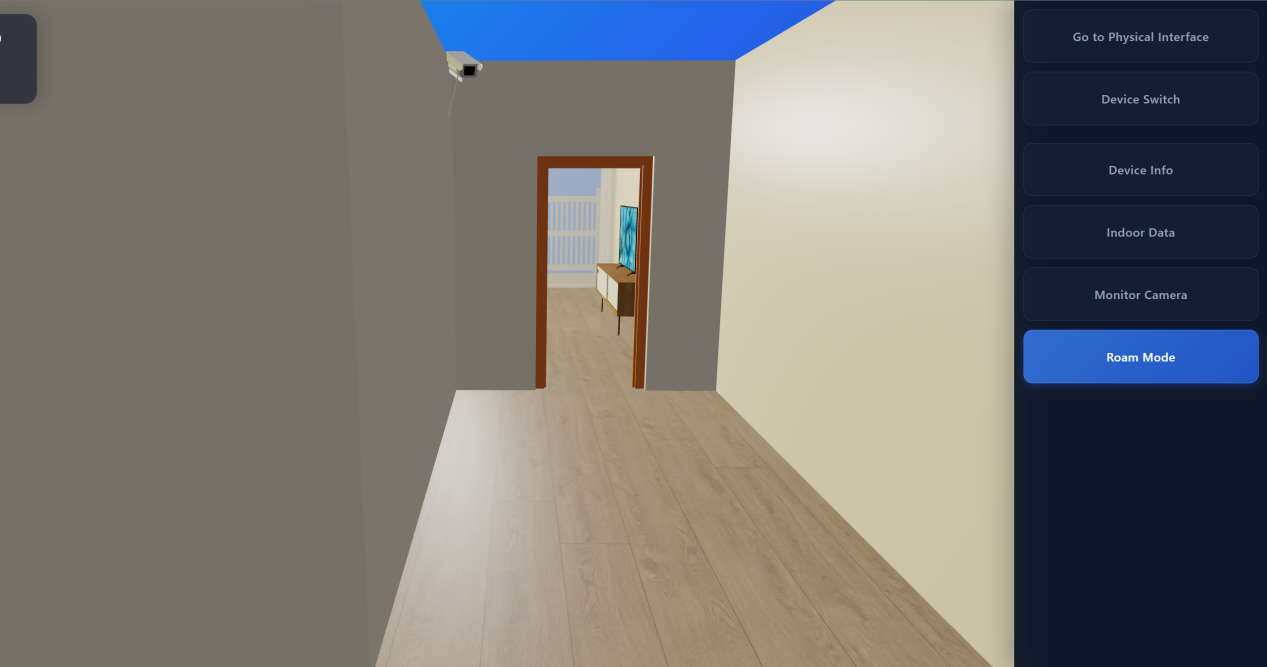 Go to Physical Interface
Device Switch
Device Info
Indoor Data
Monitor Camera
Roam Mode